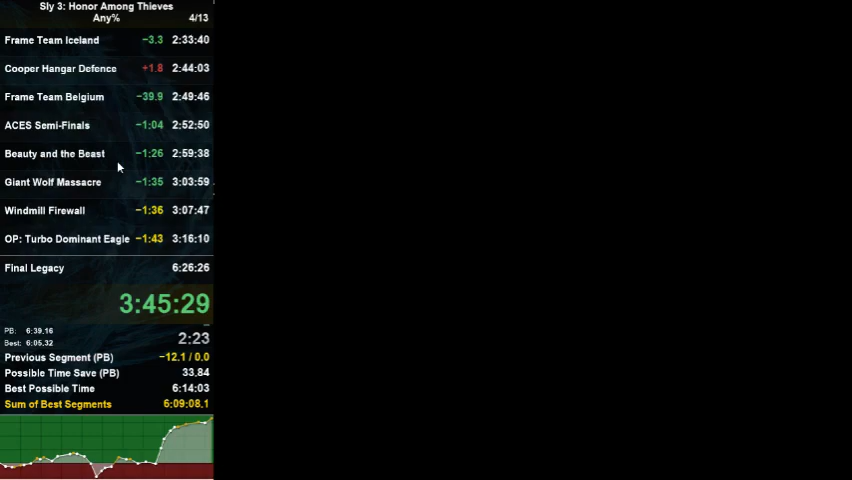 Sly 3: Honor Among Thieves
Any% 4/13
Frame Team Iceland −3.3 2:33:40
Cooper Hangar Defence +1.8 2:44:03
Frame Team Belgium −39.9 2:49:46
ACES Semi-Finals −1:04 2:52:50
Beauty and the Beast −1:26 2:59:38
Giant Wolf Massacre −1:35 3:03:59
Windmill Firewall −1:36 3:07:47
OP: Turbo Dominant Eagle −1:43 3:16:10
Final Legacy 6:26:26
3:45:29
PB: 6:39.16 –
Best: 6:05.32 2:23
Previous Segment (PB) −12.1 / 0.0
Possible Time Save (PB) 33.84
Best Possible Time 6:14:03
Sum of Best Segments 6:09:08.1